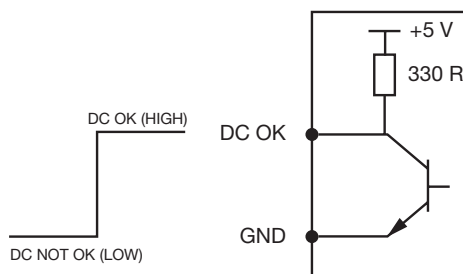 +5 V
330 R
DC OK (HIGH)
DC OK
GND
DC NOT OK (LOW)